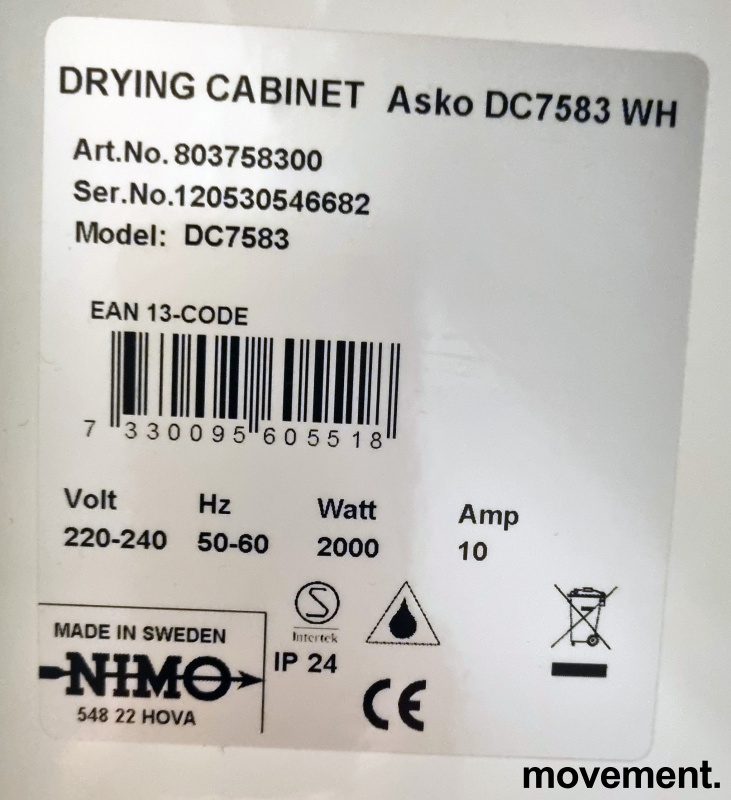 DRYING CABINET Asko DC7583 WH
Art.No. 803758300
Ser.No.120530546682
Model: DC7583
EAN 13-CODE
7 330095 605518
Volt Hz Watt Amp
220-240 50-60 2000 10
S
Intertek
IP 24
MADE IN SWEDEN
NIMO
548 22 HOVA
CE
movement.